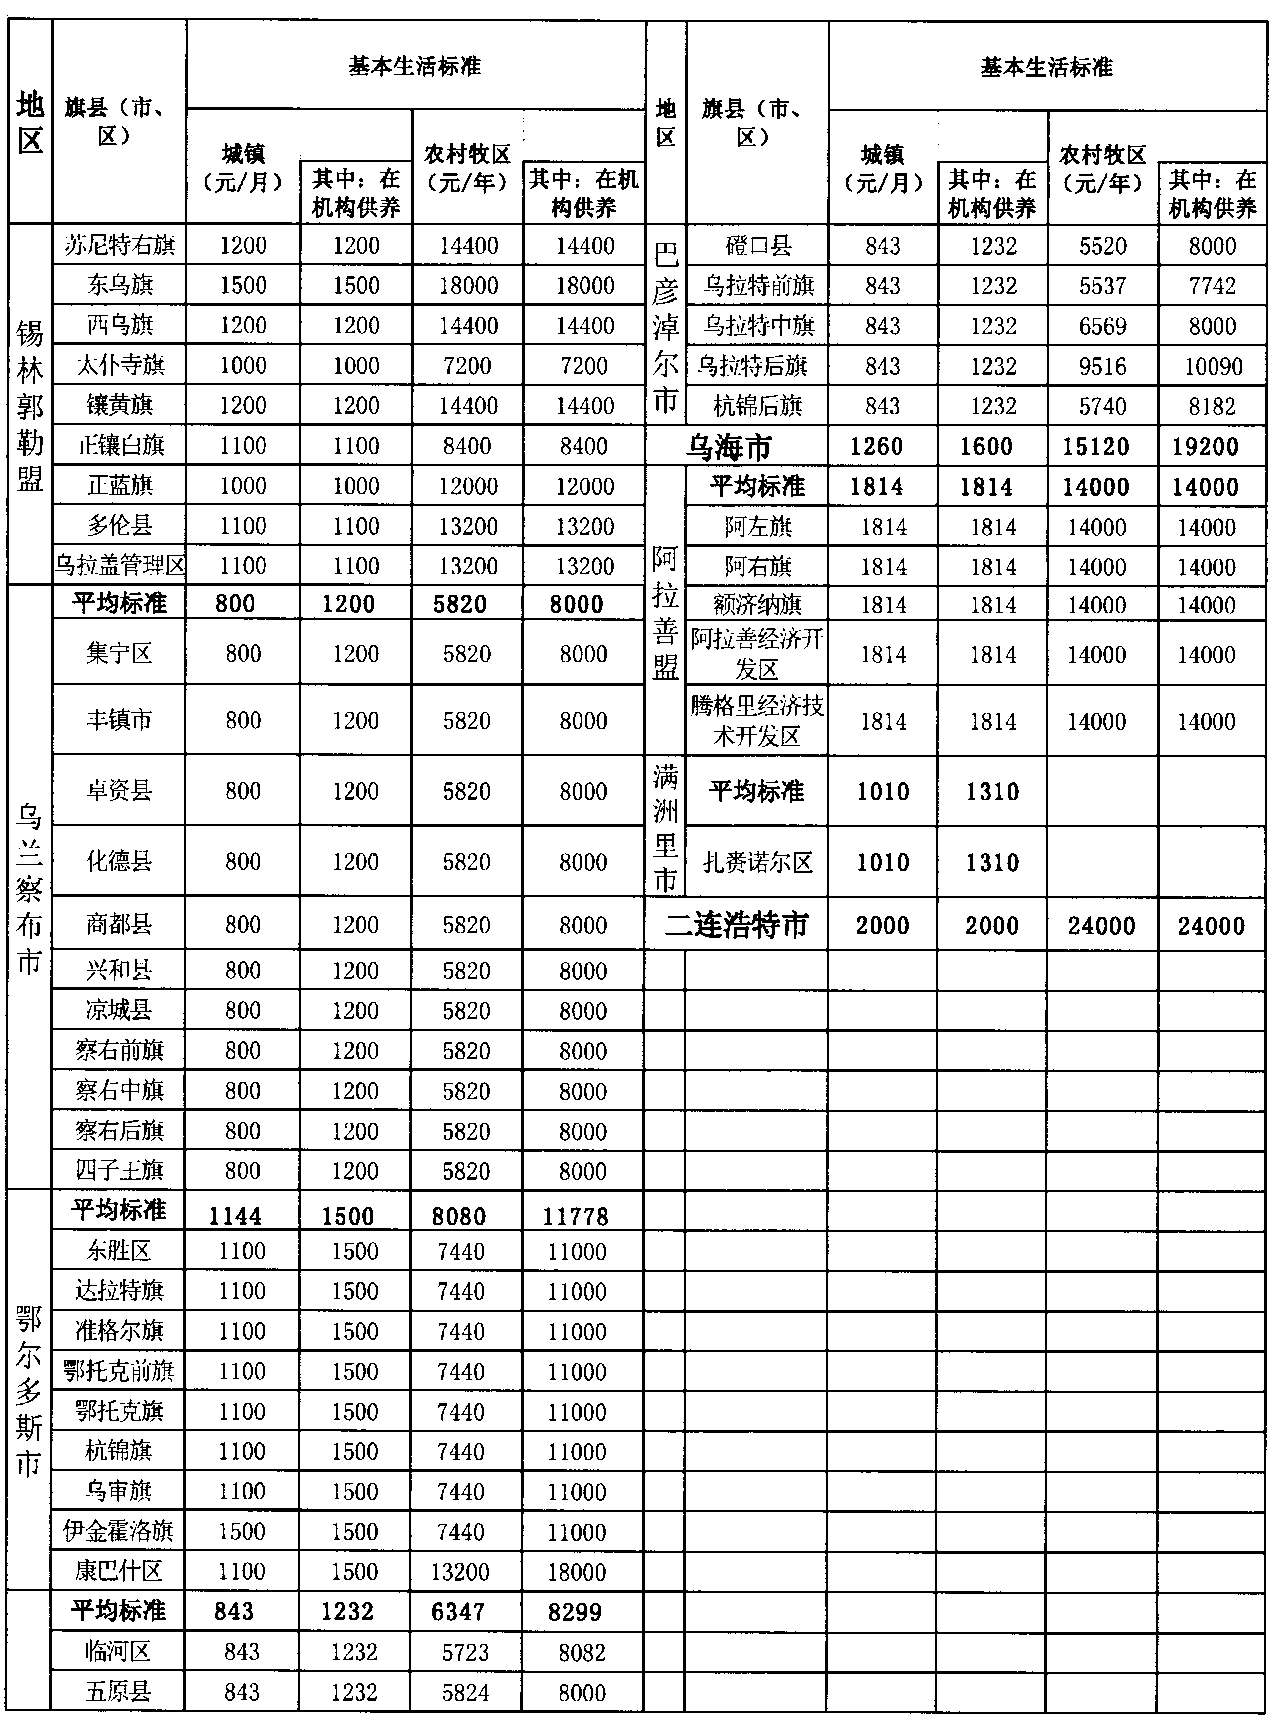 地区 旗县（市、区） 基本生活标准 地区 旗县（市、区） 基本生活标准
城镇（元/月） 其中：在机构供养 农村牧区（元/年） 其中：在机构供养 城镇（元/月） 其中：在机构供养 农村牧区（元/年） 其中：在机构供养
锡林郭勒盟 苏尼特右旗 1200 1200 14400 14400 巴彦淖尔市 磴口县 843 1232 5520 8000
东乌旗 1500 1500 18000 18000 乌拉特前旗 843 1232 5537 7742
西乌旗 1200 1200 14400 14400 乌拉特中旗 843 1232 6569 8000
太仆寺旗 1000 1000 7200 7200 乌拉特后旗 843 1232 9516 10090
镶黄旗 1200 1200 14400 14400 杭锦后旗 843 1232 5740 8182
正镶白旗 1100 1100 8400 8400 乌海市 1260 1600 15120 19200
正蓝旗 1000 1000 12000 12000 阿拉善盟 平均标准 1814 1814 14000 14000
多伦县 1100 1100 13200 13200 阿左旗 1814 1814 14000 14000
乌拉盖管理区 1100 1100 13200 13200 阿右旗 1814 1814 14000 14000
乌兰察布市 平均标准 800 1200 5820 8000 额济纳旗 1814 1814 14000 14000
集宁区 800 1200 5820 8000 阿拉善经济开发区 1814 1814 14000 14000
丰镇市 800 1200 5820 8000 腾格里经济技术开发区 1814 1814 14000 14000
卓资县 800 1200 5820 8000 满洲里市 平均标准 1010 1310
化德县 800 1200 5820 8000 扎赉诺尔区 1010 1310
商都县 800 1200 5820 8000 二连浩特市 2000 2000 24000 24000
兴和县 800 1200 5820 8000
凉城县 800 1200 5820 8000
察右前旗 800 1200 5820 8000
察右中旗 800 1200 5820 8000
察右后旗 800 1200 5820 8000
四子王旗 800 1200 5820 8000
鄂尔多斯市 平均标准 1144 1500 8080 11778
东胜区 1100 1500 7440 11000
达拉特旗 1100 1500 7440 11000
准格尔旗 1100 1500 7440 11000
鄂托克前旗 1100 1500 7440 11000
鄂托克旗 1100 1500 7440 11000
杭锦旗 1100 1500 7440 11000
乌审旗 1100 1500 7440 11000
伊金霍洛旗 1500 1500 7440 11000
康巴什区 1100 1500 13200 18000
平均标准 843 1232 6347 8299
临河区 843 1232 5723 8082
五原县 843 1232 5824 8000